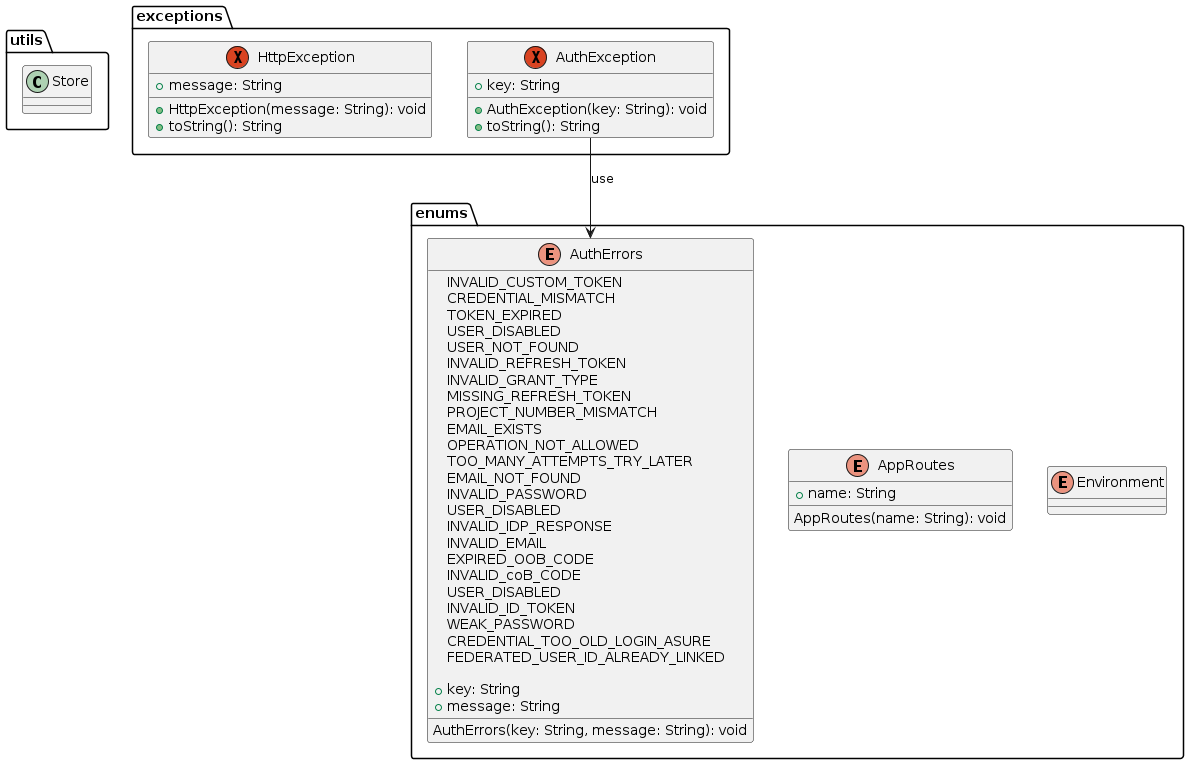 exceptions
utils
X HttpException
+ message: String
HttpException(message: String): void
toString(): String
X AuthException
+ key: String
AuthException(key: String): void
toString(): String
C Store
use
enums
E AuthErrors
INVALID_CUSTOM_TOKEN
CREDENTIAL_MISMATCH
TOKEN_EXPIRED
USER_DISABLED
USER_NOT_FOUND
INVALID_REFRESH_TOKEN
INVALID_GRANT_TYPE
MISSING_REFRESH_TOKEN
PROJECT_NUMBER_MISMATCH
EMAIL_EXISTS
OPERATION_NOT_ALLOWED
TOO_MANY_ATTEMPTS_TRY_LATER
EMAIL_NOT_FOUND
INVALID_PASSWORD
USER_DISABLED
INVALID_IDP_RESPONSE
INVALID_EMAIL
EXPIRED_OOB_CODE
INVALID_coB_CODE
USER_DISABLED
INVALID_ID_TOKEN
WEAK_PASSWORD
CREDENTIAL_TOO_OLD_LOGIN_ASURE
FEDERATED_USER_ID_ALREADY_LINKED
key: String
message: String
AuthErrors(key: String, message: String): void
E AppRoutes
name: String
AppRoutes(name: String): void
E Environment